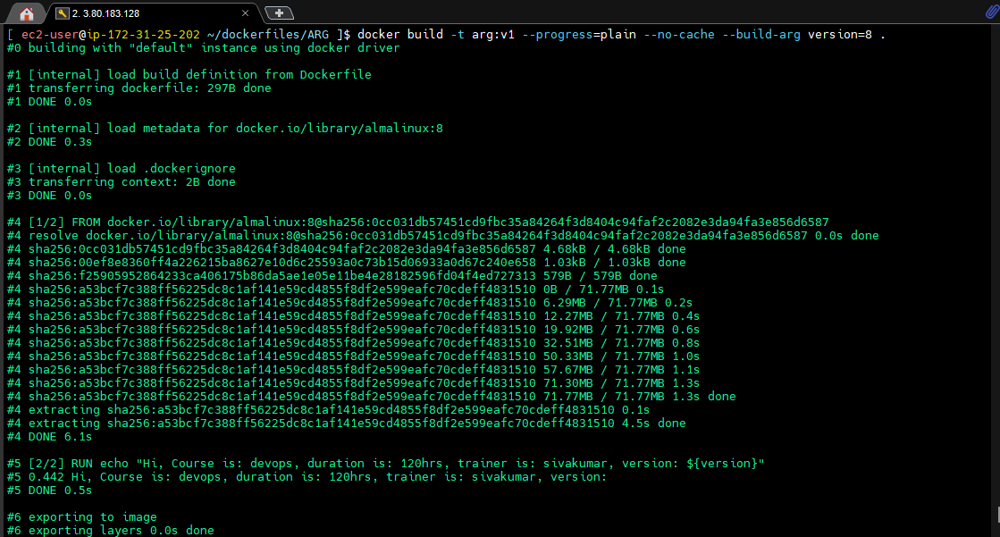 2. 3.80.183.128
[ ec2-user@ip-172-31-25-202 ~/dockerfiles/ARG ]$ docker build -t arg:v1 --progress=plain --no-cache --build-arg version=8 .
#0 building with "default" instance using docker driver
#1 [internal] load build definition from Dockerfile
#1 transferring dockerfile: 297B done
#1 DONE 0.0s
#2 [internal] load metadata for docker.io/library/almalinux:8
#2 DONE 0.3s
#3 [internal] load .dockerignore
#3 transferring context: 2B done
#3 DONE 0.0s
#4 [1/2] FROM docker.io/library/almalinux:8@sha256:0cc031db57451cd9fbc35a84264f3d8404c94faf2c2082e3da94fa3e856d6587
#4 resolve docker.io/library/almalinux:8@sha256:0cc031db57451cd9fbc35a84264f3d8404c94faf2c2082e3da94fa3e856d6587 0.0s done
#4 sha256:0cc031db57451cd9fbc35a84264f3d8404c94faf2c2082e3da94fa3e856d6587 4.68kB / 4.68kB done
#4 sha256:00ef8e8360ff4a226215ba8627e10d6c25593a0c73b15d06933a0d67c240e658 1.03kB / 1.03kB done
#4 sha256:f25905952864233ca406175b86da5ae1e05e11be4e28182596fd04f4ed727313 579B / 579B done
#4 sha256:a53bcf7c388ff56225dc8c1af141e59cd4855f8df2e599eafc70cdeff4831510 0B / 71.77MB 0.1s
#4 sha256:a53bcf7c388ff56225dc8c1af141e59cd4855f8df2e599eafc70cdeff4831510 6.29MB / 71.77MB 0.2s
#4 sha256:a53bcf7c388ff56225dc8c1af141e59cd4855f8df2e599eafc70cdeff4831510 12.27MB / 71.77MB 0.4s
#4 sha256:a53bcf7c388ff56225dc8c1af141e59cd4855f8df2e599eafc70cdeff4831510 19.92MB / 71.77MB 0.6s
#4 sha256:a53bcf7c388ff56225dc8c1af141e59cd4855f8df2e599eafc70cdeff4831510 32.51MB / 71.77MB 0.8s
#4 sha256:a53bcf7c388ff56225dc8c1af141e59cd4855f8df2e599eafc70cdeff4831510 50.33MB / 71.77MB 1.0s
#4 sha256:a53bcf7c388ff56225dc8c1af141e59cd4855f8df2e599eafc70cdeff4831510 57.67MB / 71.77MB 1.1s
#4 sha256:a53bcf7c388ff56225dc8c1af141e59cd4855f8df2e599eafc70cdeff4831510 71.30MB / 71.77MB 1.3s
#4 sha256:a53bcf7c388ff56225dc8c1af141e59cd4855f8df2e599eafc70cdeff4831510 71.77MB / 71.77MB 1.3s done
#4 extracting sha256:a53bcf7c388ff56225dc8c1af141e59cd4855f8df2e599eafc70cdeff4831510 0.1s
#4 extracting sha256:a53bcf7c388ff56225dc8c1af141e59cd4855f8df2e599eafc70cdeff4831510 4.5s done
#4 DONE 6.1s
#5 [2/2] RUN echo "Hi, Course is: devops, duration is: 120hrs, trainer is: sivakumar, version: ${version}"
#5 0.442 Hi, Course is: devops, duration is: 120hrs, trainer is: sivakumar, version:
#5 DONE 0.5s
#6 exporting to image
#6 exporting layers 0.0s done